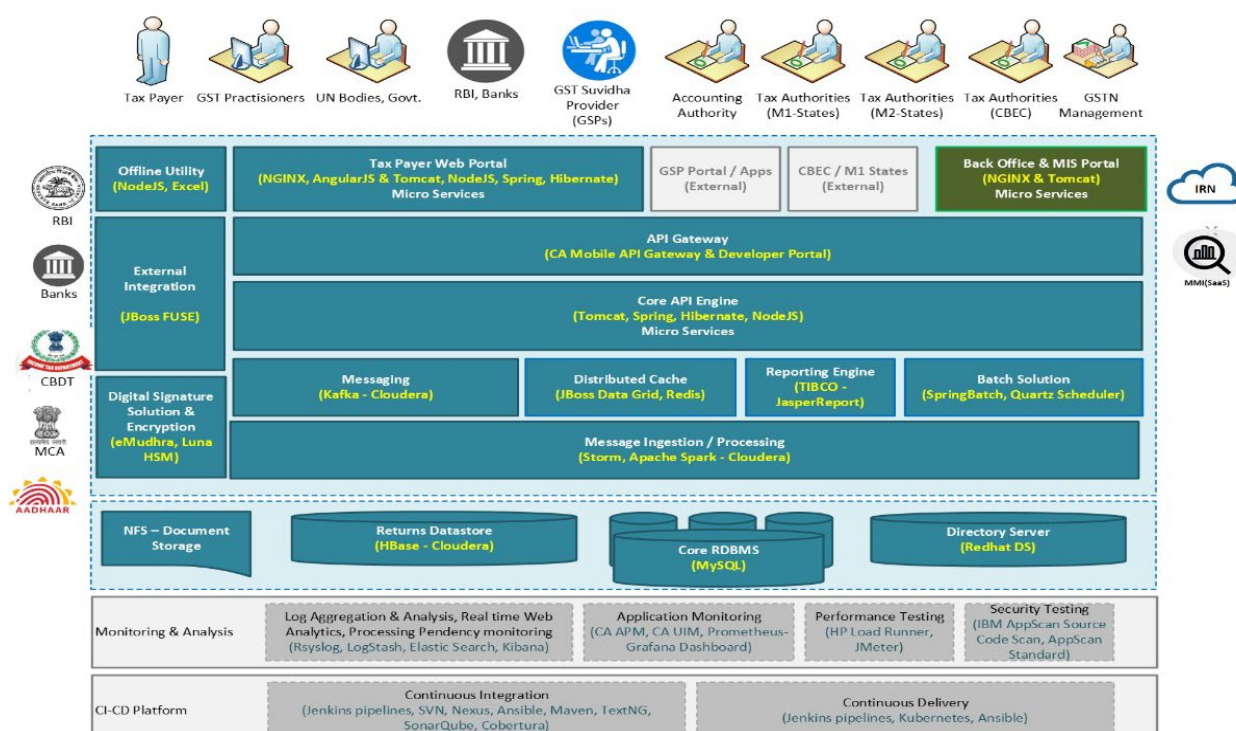 Tax Payer
GST Practisioners
UN Bodies, Govt.
RBI, Banks
GST Suvidha
Provider
(GSPs)
Accounting
Authority
Tax Authorities
(M1-States)
Tax Authorities
(M2-States)
Tax Authorities
(CBEC)
GSTN
Management
RBI
Banks
CBDT
MCA
AADHAAR
Offline Utility
(NodeJS, Excel)
Tax Payer Web Portal
(NGINX, AngularJS & Tomcat, NodeJS, Spring, Hibernate)
Micro Services
GSP Portal / Apps
(External)
CBEC / M1 States
(External)
Back Office & MIS Portal
(NGINX & Tomcat)
Micro Services
IRN
MMI(SaaS)
External
Integration
(JBoss FUSE)
API Gateway
(CA Mobile API Gateway & Developer Portal)
Core API Engine
(Tomcat, Spring, Hibernate, NodeJS)
Micro Services
Digital Signature
Solution &
Encryption
(eMudhra, Luna
HSM)
Messaging
(Kafka - Cloudera)
Distributed Cache
(JBoss Data Grid, Redis)
Reporting Engine
(TIBCO -
JasperReport)
Batch Solution
(SpringBatch, Quartz Scheduler)
Message Ingestion / Processing
(Storm, Apache Spark - Cloudera)
NFS – Document
Storage
Returns Datastore
(HBase - Cloudera)
Core RDBMS
(MySQL)
Directory Server
(Redhat DS)
Monitoring & Analysis
Log Aggregation & Analysis, Real time Web
Analytics, Processing Pendency monitoring
(Rsyslog, LogStash, Elastic Search, Kibana)
Application Monitoring
(CA APM, CA UIM, Prometheus-
Grafana Dashboard)
Performance Testing
(HP Load Runner,
JMeter)
Security Testing
(IBM AppScan Source
Code Scan, AppScan
Standard)
CI-CD Platform
Continuous Integration
(Jenkins pipelines, SVN, Nexus, Ansible, Maven, TextNG,
SonarQube, Cobertura)
Continuous Delivery
(Jenkins pipelines, Kubernetes, Ansible)